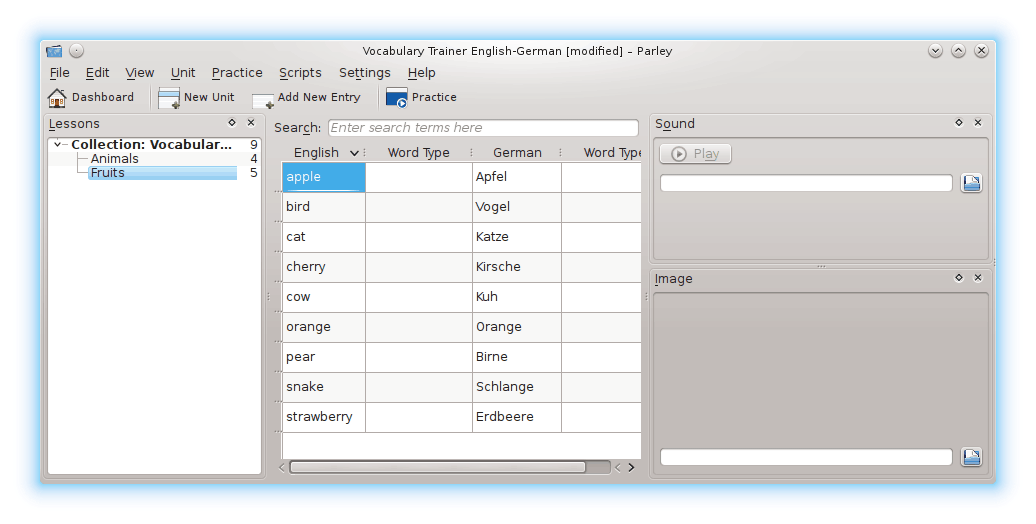 Vocabulary Trainer English-German [modified] – Parley
File Edit View Unit Practice Scripts Settings Help
Dashboard New Unit Add New Entry Practice
Lessons
Collection: Vocabular... 9
Animals 4
Fruits 5
Search: Enter search terms here
English Word Type German Word Type
apple Apfel
bird Vogel
cat Katze
cherry Kirsche
cow Kuh
orange Orange
pear Birne
snake Schlange
strawberry Erdbeere
Sound
Play
Image